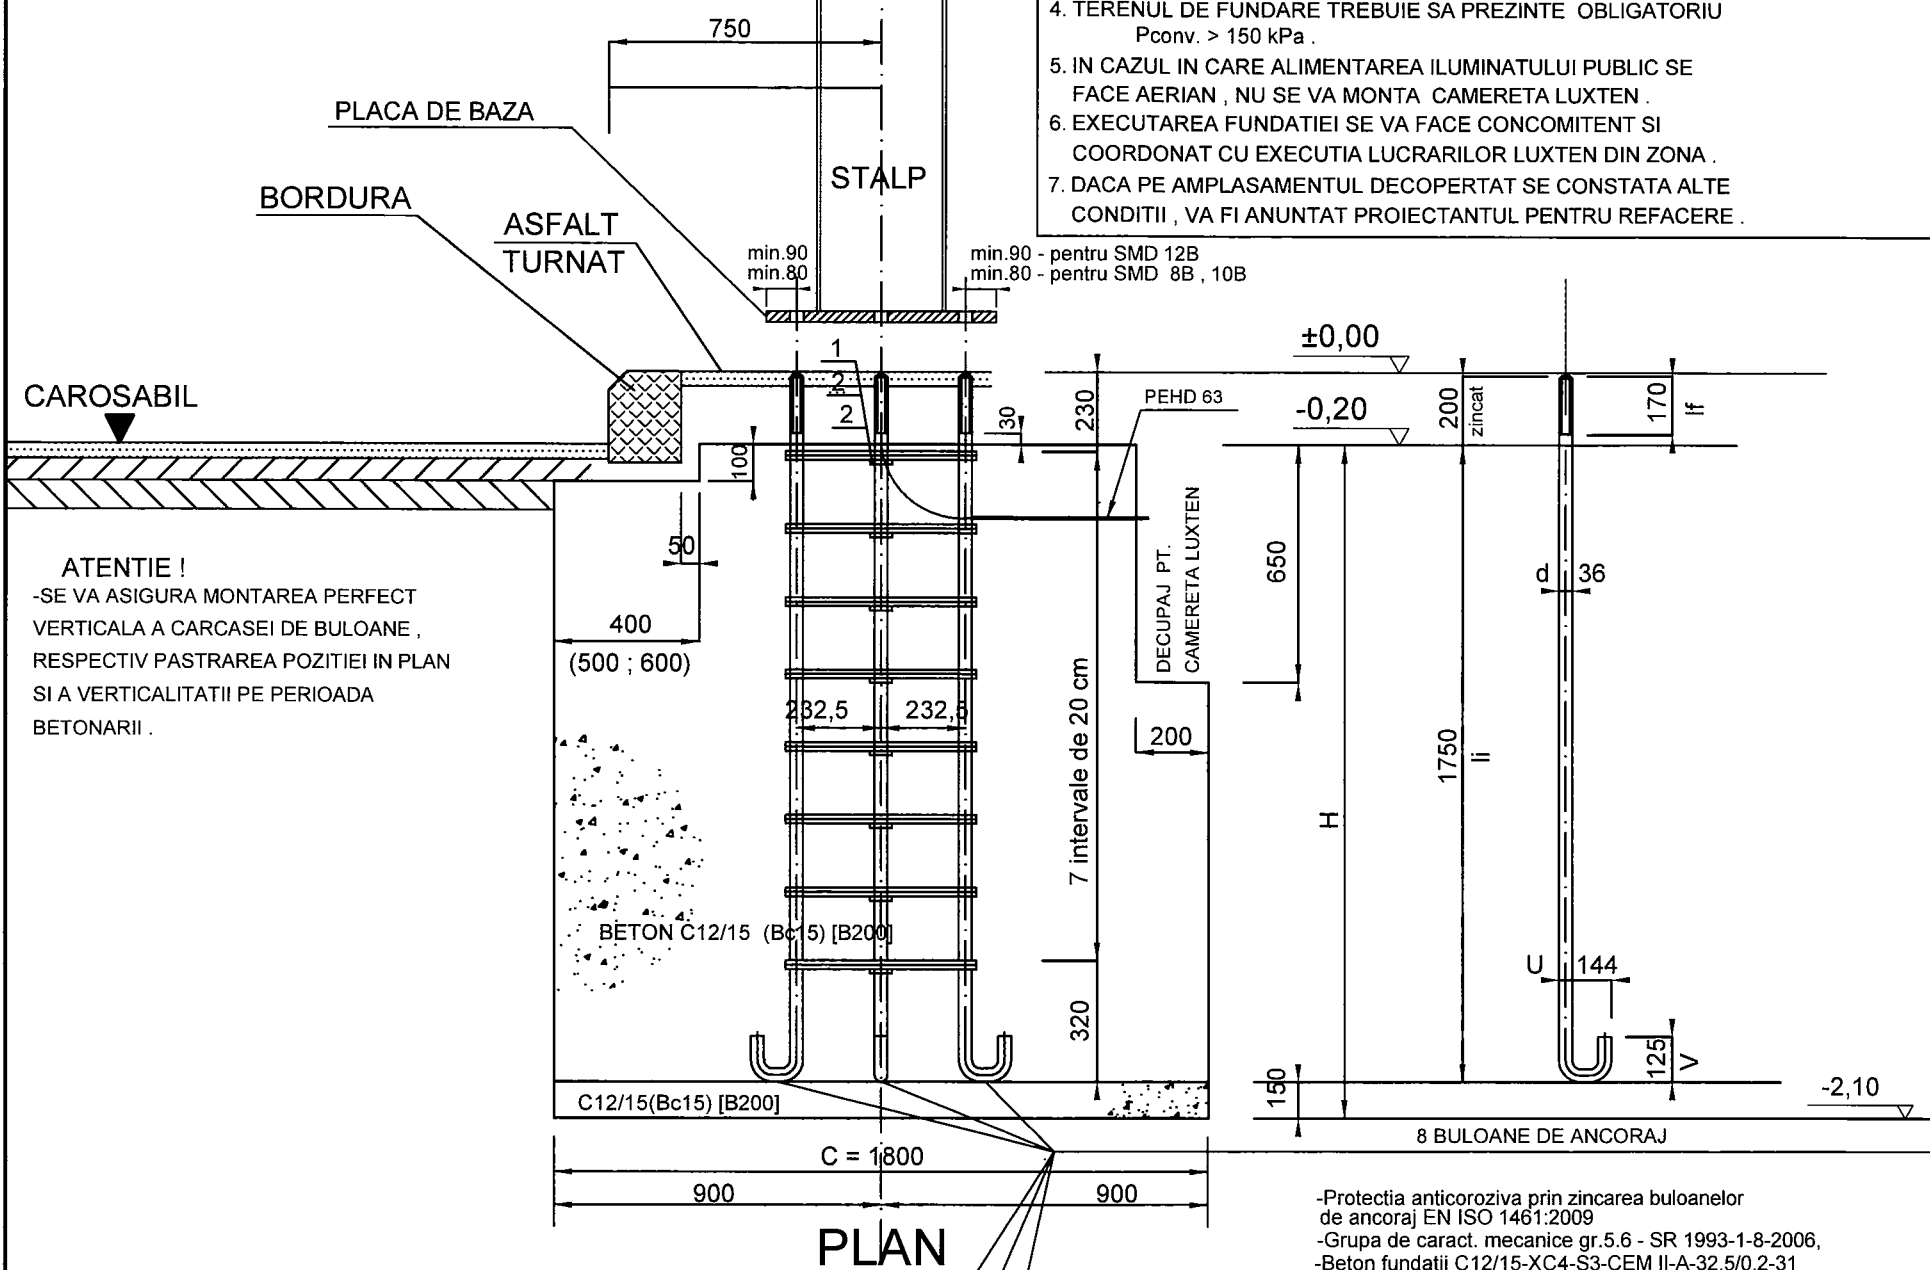 4. TERENUL DE FUNDARE TREBUIE SA PREZINTE OBLIGATORIU
Pconv. > 150 kPa .
5. IN CAZUL IN CARE ALIMENTAREA ILUMINATULUI PUBLIC SE
FACE AERIAN , NU SE VA MONTA CAMERETA LUXTEN .
6. EXECUTAREA FUNDATIEI SE VA FACE CONCOMITENT SI
COORDONAT CU EXECUTIA LUCRARILOR LUXTEN DIN ZONA .
7. DACA PE AMPLASAMENTUL DECOPERTAT SE CONSTATA ALTE
CONDITII , VA FI ANUNTAT PROIECTANTUL PENTRU REFACERE .
750
PLACA DE BAZA
STALP
BORDURA
ASFALT
TURNAT
min.90
min.80
min.90 - pentru SMD 12B
min.80 - pentru SMD 8B , 10B
±0,00
1
2
2
CAROSABIL
30
230
PEHD 63
-0,20
200
zincat
170
lf
100
50
DECUPAJ PT.
CAMERETA LUXTEN
650
d 36
ATENTIE !
-SE VA ASIGURA MONTAREA PERFECT
VERTICALA A CARCASEI DE BULOANE ,
RESPECTIV PASTRAREA POZITIEI IN PLAN
SI A VERTICALITATII PE PERIOADA
BETONARII .
400
(500 ; 600)
232,5
232,5
7 intervale de 20 cm
200
1750
li
H
BETON C12/15 (Bc15) [B200]
320
U 144
125
V
150
C12/15(Bc15) [B200]
-2,10
8 BULOANE DE ANCORAJ
C = 1800
900
900
PLAN
-Protectia anticoroziva prin zincarea buloanelor
de ancoraj EN ISO 1461:2009
-Grupa de caract. mecanice gr.5.6 - SR 1993-1-8-2006,
-Beton fundatii C12/15-XC4-S3-CEM II-A-32,5/0,2-31